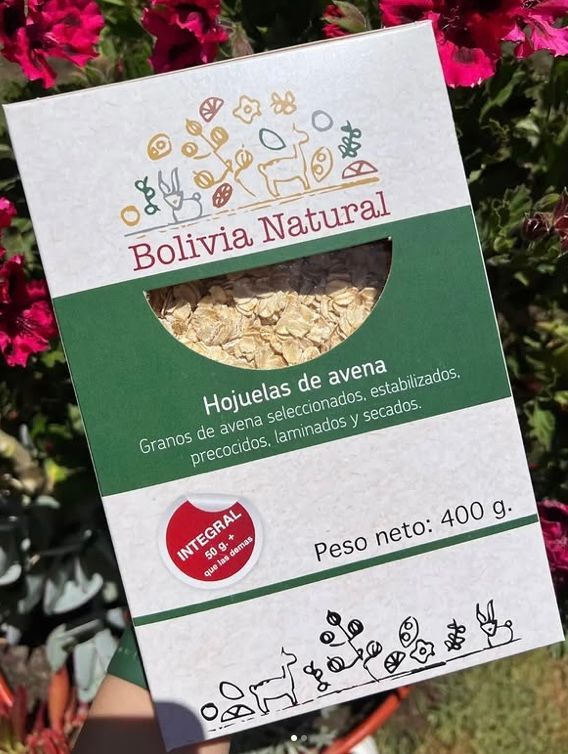 Bolivia Natural
Hojuelas de avena
Granos de avena seleccionados, estabilizados,
precocidos, laminados y secados.
INTEGRAL
50 g. +
que las demas
Peso neto: 400 g.